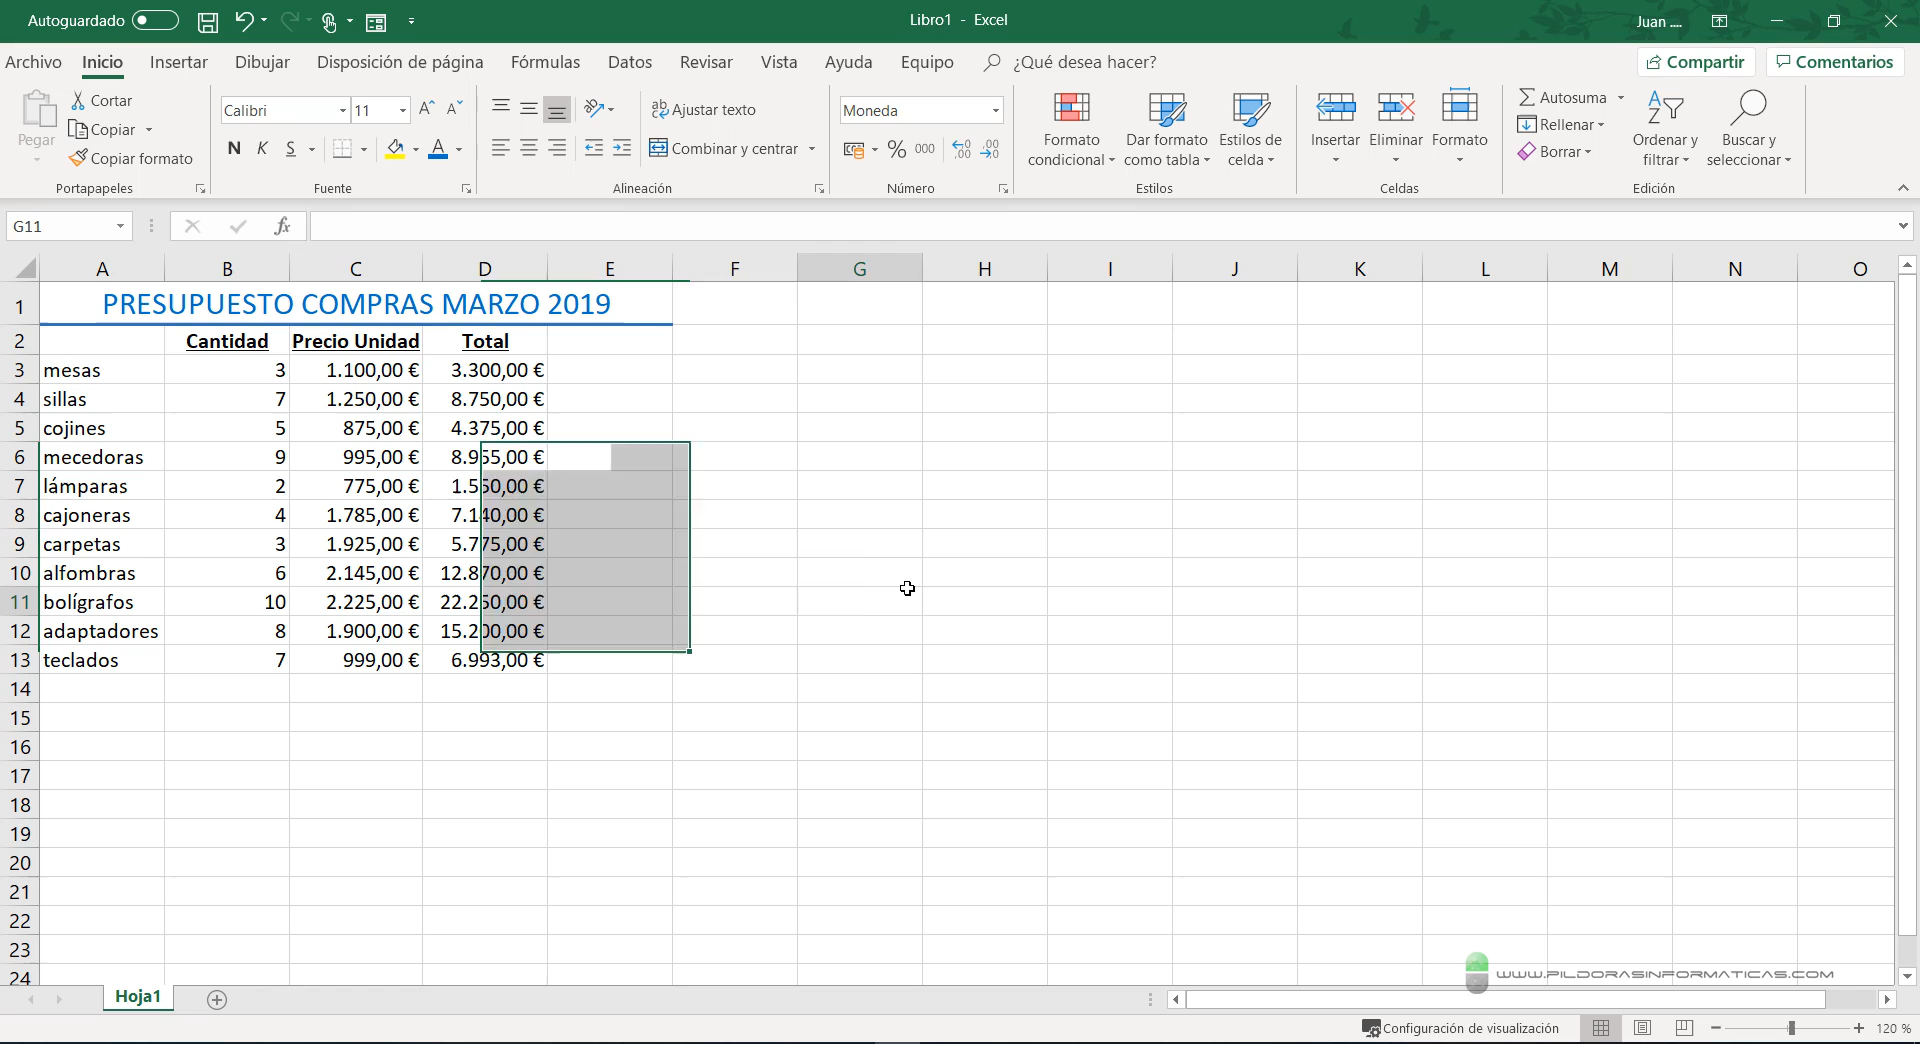 Autoguardado
Libro1 - Excel
Juan ....
Archivo Inicio Insertar Dibujar Disposición de página Fórmulas Datos Revisar Vista Ayuda Equipo ¿Qué desea hacer? Compartir Comentarios
Pegar
Cortar
Copiar
Copiar formato
Portapapeles
Calibri 11
N K S
Fuente
Ajustar texto
Combinar y centrar
Alineación
Moneda
% 000
Número
Formato condicional
Dar formato como tabla
Estilos de celda
Estilos
Insertar Eliminar Formato
Celdas
Autosuma
Rellenar
Borrar
Ordenar y filtrar
Buscar y seleccionar
Edición
G11 fx
A B C D E F G H I J K L M N O
1 PRESUPUESTO COMPRAS MARZO 2019
2 Cantidad Precio Unidad Total
3 mesas 3 1.100,00 € 3.300,00 €
4 sillas 7 1.250,00 € 8.750,00 €
5 cojines 5 875,00 € 4.375,00 €
6 mecedoras 9 995,00 € 8.955,00 €
7 lámparas 2 775,00 € 1.550,00 €
8 cajoneras 4 1.785,00 € 7.140,00 €
9 carpetas 3 1.925,00 € 5.775,00 €
10 alfombras 6 2.145,00 € 12.870,00 €
11 bolígrafos 10 2.225,00 € 22.250,00 €
12 adaptadores 8 1.900,00 € 15.200,00 €
13 teclados 7 999,00 € 6.993,00 €
14
15
16
17
18
19
20
21
22
23
24
WWW.PILDORASINFORMATICAS.COM
Hoja1
Configuración de visualización 120 %